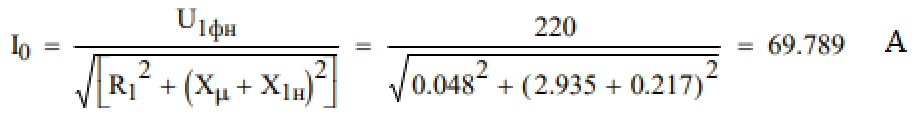 I₀ = U₁фн / √[R₁² + (Xμ + X₁н)²] = 220 / √0.048² + (2.935 + 0.217)² = 69.789 А